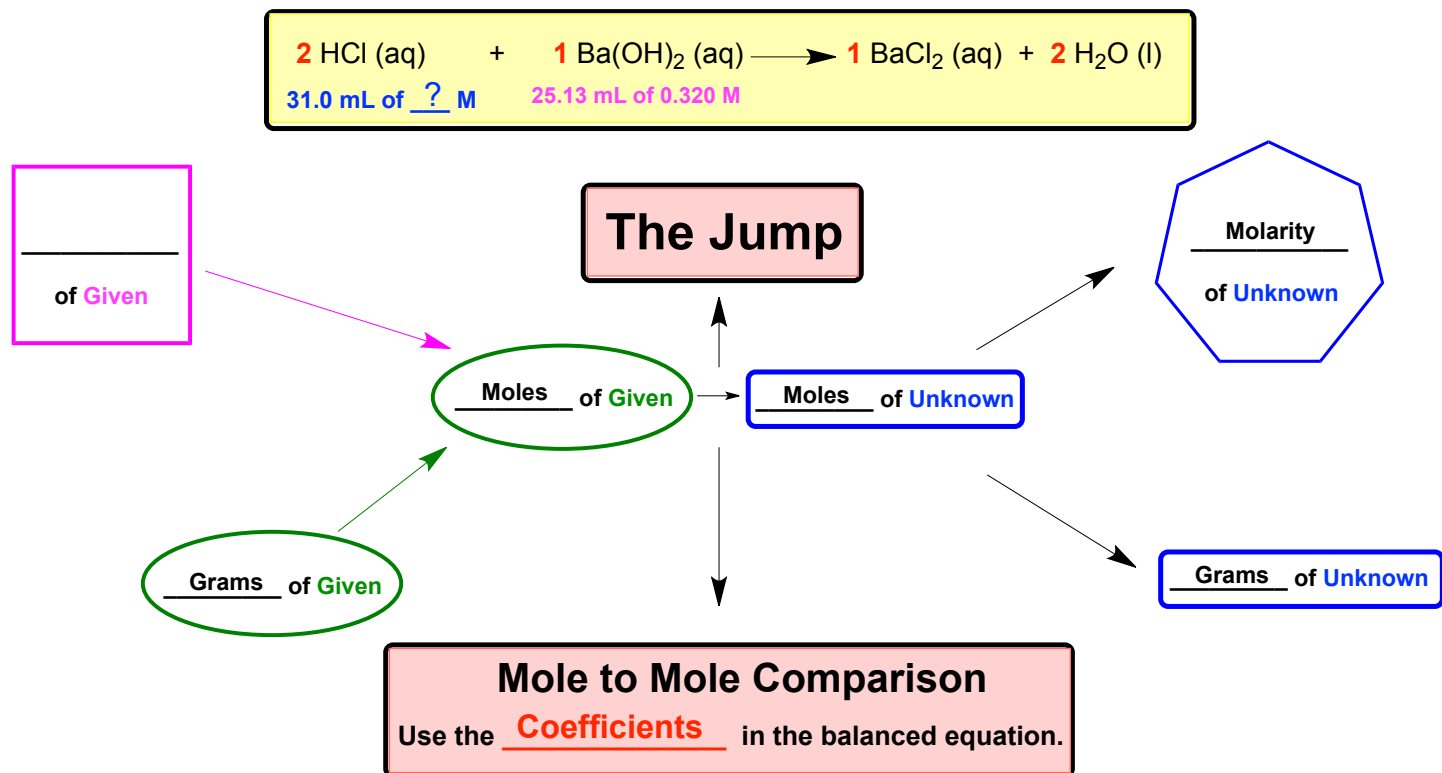 2 HCl (aq) + 1 Ba(OH)₂ (aq) → 1 BaCl₂ (aq) + 2 H₂O (l)
31.0 mL of ? M 25.13 mL of 0.320 M
The Jump
Molarity
of Unknown
of Given
Moles of Given
Moles of Unknown
Grams of Given
Grams of Unknown
Mole to Mole Comparison
Use the Coefficients in the balanced equation.